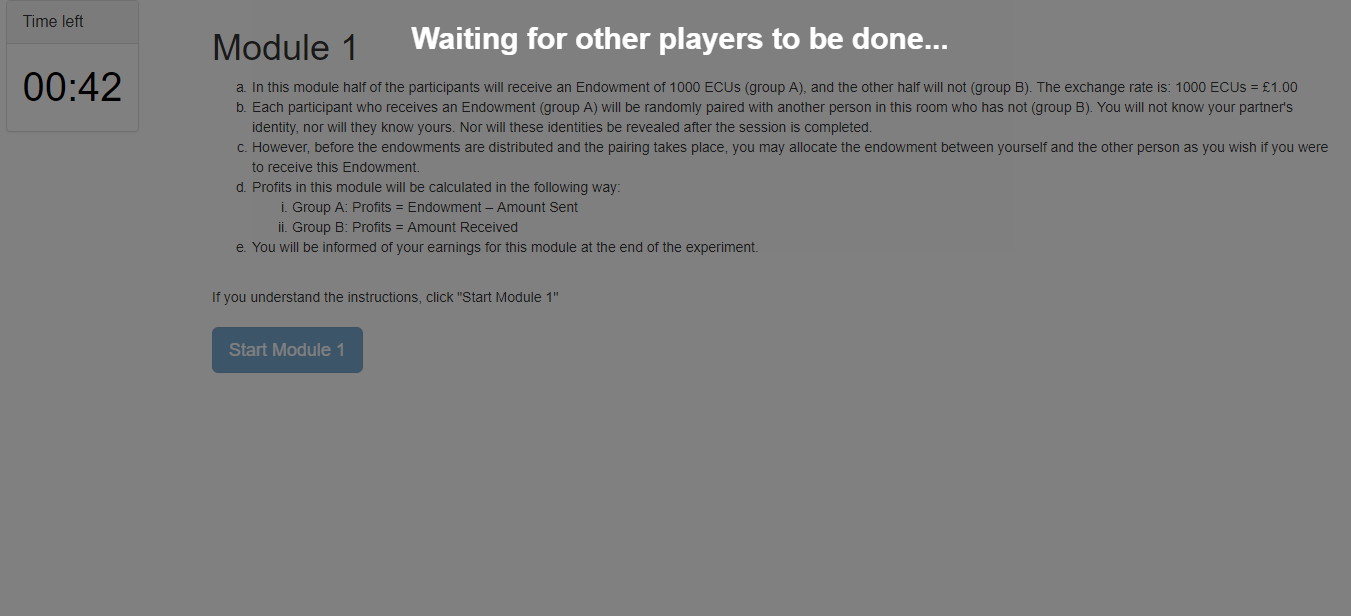 Time left
00:42
Waiting for other players to be done...
Module 1
a. In this module half of the participants will receive an Endowment of 1000 ECUs (group A), and the other half will not (group B). The exchange rate is: 1000 ECUs = £1.00
b. Each participant who receives an Endowment (group A) will be randomly paired with another person in this room who has not (group B). You will not know your partner's
identity, nor will they know yours. Nor will these identities be revealed after the session is completed.
c. However, before the endowments are distributed and the pairing takes place, you may allocate the endowment between yourself and the other person as you wish if you were
to receive this Endowment.
d. Profits in this module will be calculated in the following way:
i. Group A: Profits = Endowment – Amount Sent
ii. Group B: Profits = Amount Received
e. You will be informed of your earnings for this module at the end of the experiment.
If you understand the instructions, click "Start Module 1"
Start Module 1